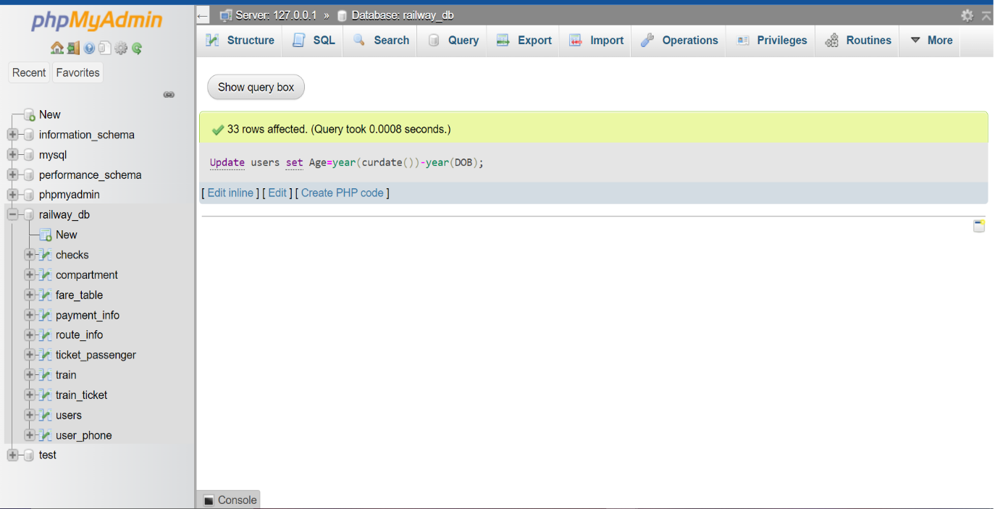 phpMyAdmin
Recent Favorites
New
information_schema
mysql
performance_schema
phpmyadmin
railway_db
New
checks
compartment
fare_table
payment_info
route_info
ticket_passenger
train
train_ticket
users
user_phone
test
Server: 127.0.0.1 » Database: railway_db
Structure SQL Search Query Export Import Operations Privileges Routines More
Show query box
33 rows affected. (Query took 0.0008 seconds.)
Update users set Age=year(curdate())-year(DOB);
[ Edit inline ] [ Edit ] [ Create PHP code ]
Console